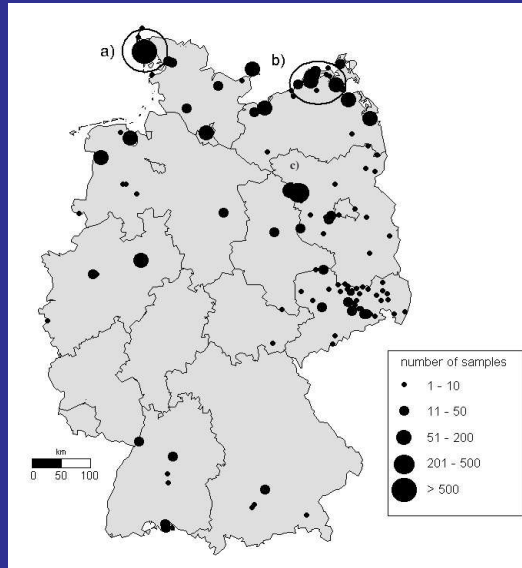 a)
b)
c)
number of samples
1 - 10
11 - 50
51 - 200
201 - 500
> 500
km
0 50 100